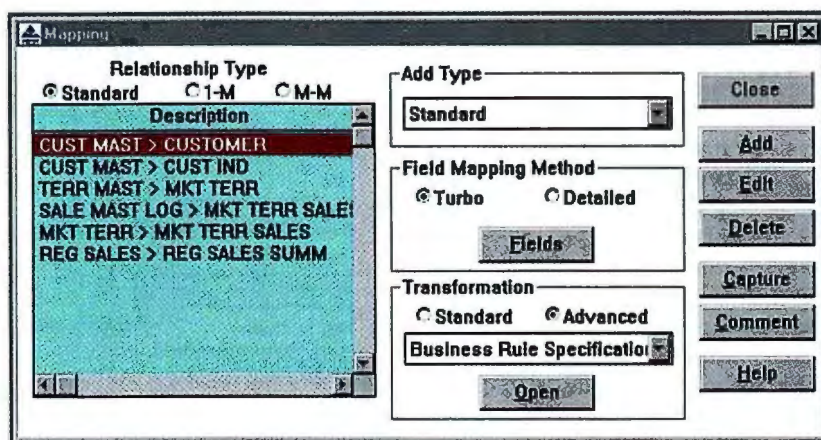 Mapping
Relationship Type
Standard 1-M M-M
Description
CUST MAST > CUSTOMER
CUST MAST > CUST IND
TERR MAST > MKT TERR
SALE MAST LOG > MKT TERR SALE
MKT TERR > MKT TERR SALES
REG SALES > REG SALES SUMM
Add Type
Standard
Field Mapping Method
Turbo Detailed
Fields
Transformation
Standard Advanced
Business Rule Specificatio
Open
Close
Add
Edit
Delete
Capture
Comment
Help